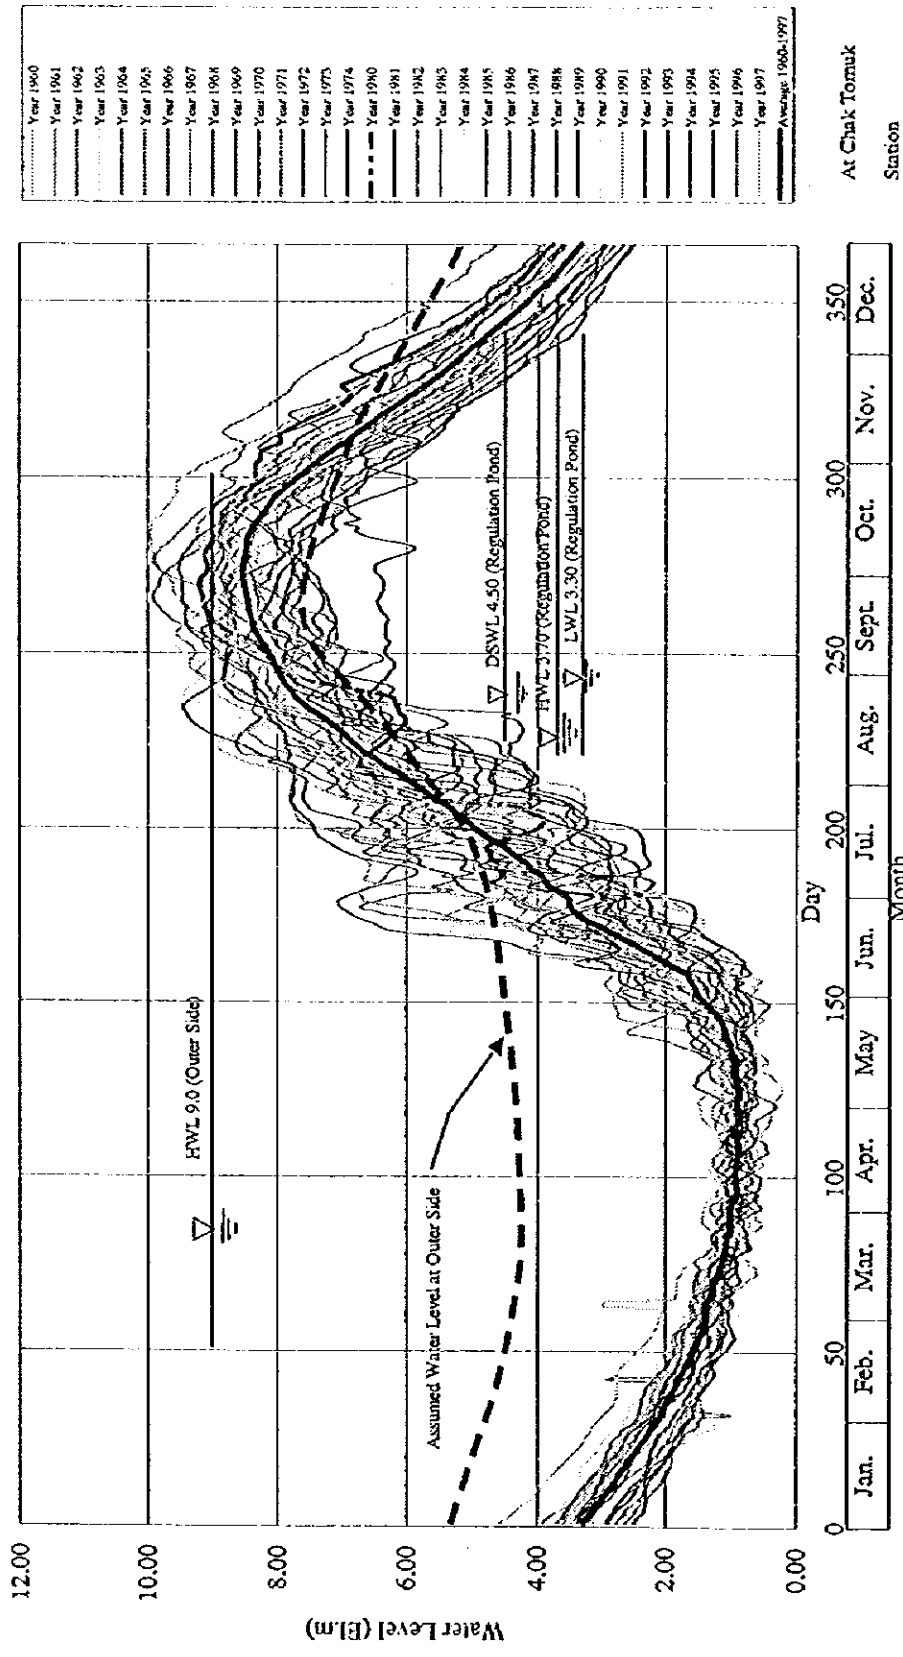 12.00
10.00
8.00
6.00
4.00
2.00
0.00
Water Level (El.m)
HWL 9.0 (Outer Side)
Assumed Water Level at Outer Side
DSWL 4.50 (Regulation Pond)
HWL 3.70 (Regulation Pond)
LWL 3.30 (Regulation Pond)
0
50
100
150
200
250
300
350
Day
Jan.
Feb.
Mar.
Apr.
May
Jun.
Jul.
Aug.
Sept.
Oct.
Nov.
Dec.
Month
Year 1960
Year 1961
Year 1962
Year 1963
Year 1964
Year 1965
Year 1966
Year 1967
Year 1968
Year 1969
Year 1970
Year 1971
Year 1972
Year 1973
Year 1974
Year 1980
Year 1981
Year 1982
Year 1983
Year 1984
Year 1985
Year 1986
Year 1987
Year 1988
Year 1989
Year 1990
Year 1991
Year 1992
Year 1993
Year 1994
Year 1995
Year 1996
Year 1997
Average 1960-1997
At Chak Tomuk
Station